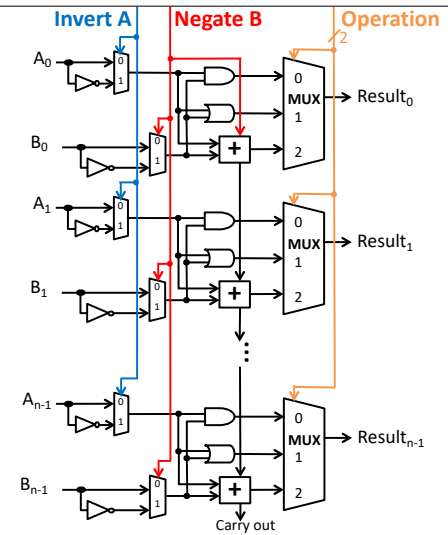 Invert A Negate B Operation
2
A0
0
1
0
MUX
1
2
Result0
B0
0
1
+
A1
0
1
0
MUX
1
2
Result1
B1
0
1
+
...
An-1
0
1
0
MUX
1
2
Resultn-1
Bn-1
0
1
+
Carry out